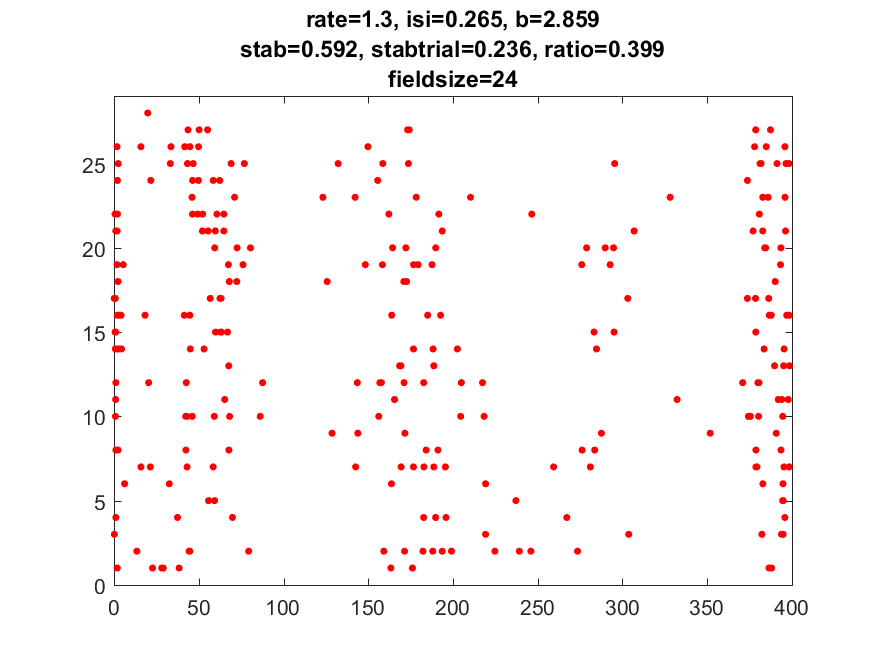 rate=1.3, isi=0.265, b=2.859
stab=0.592, stabtrial=0.236, ratio=0.399
fieldsize=24
25
20
15
10
5
0
0 50 100 150 200 250 300 350 400